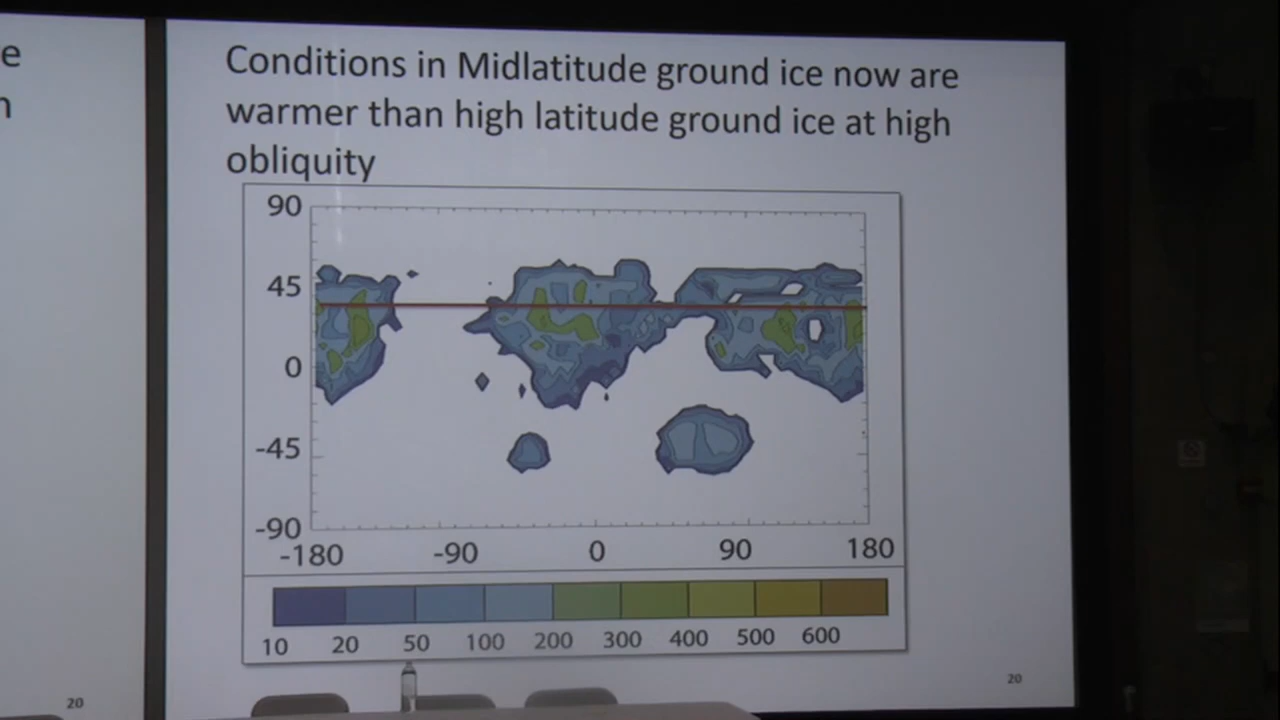 e
n
Conditions in Midlatitude ground ice now are
warmer than high latitude ground ice at high
obliquity
90
45
0
-45
-90
-180 -90 0 90 180
10 20 50 100 200 300 400 500 600
20
20